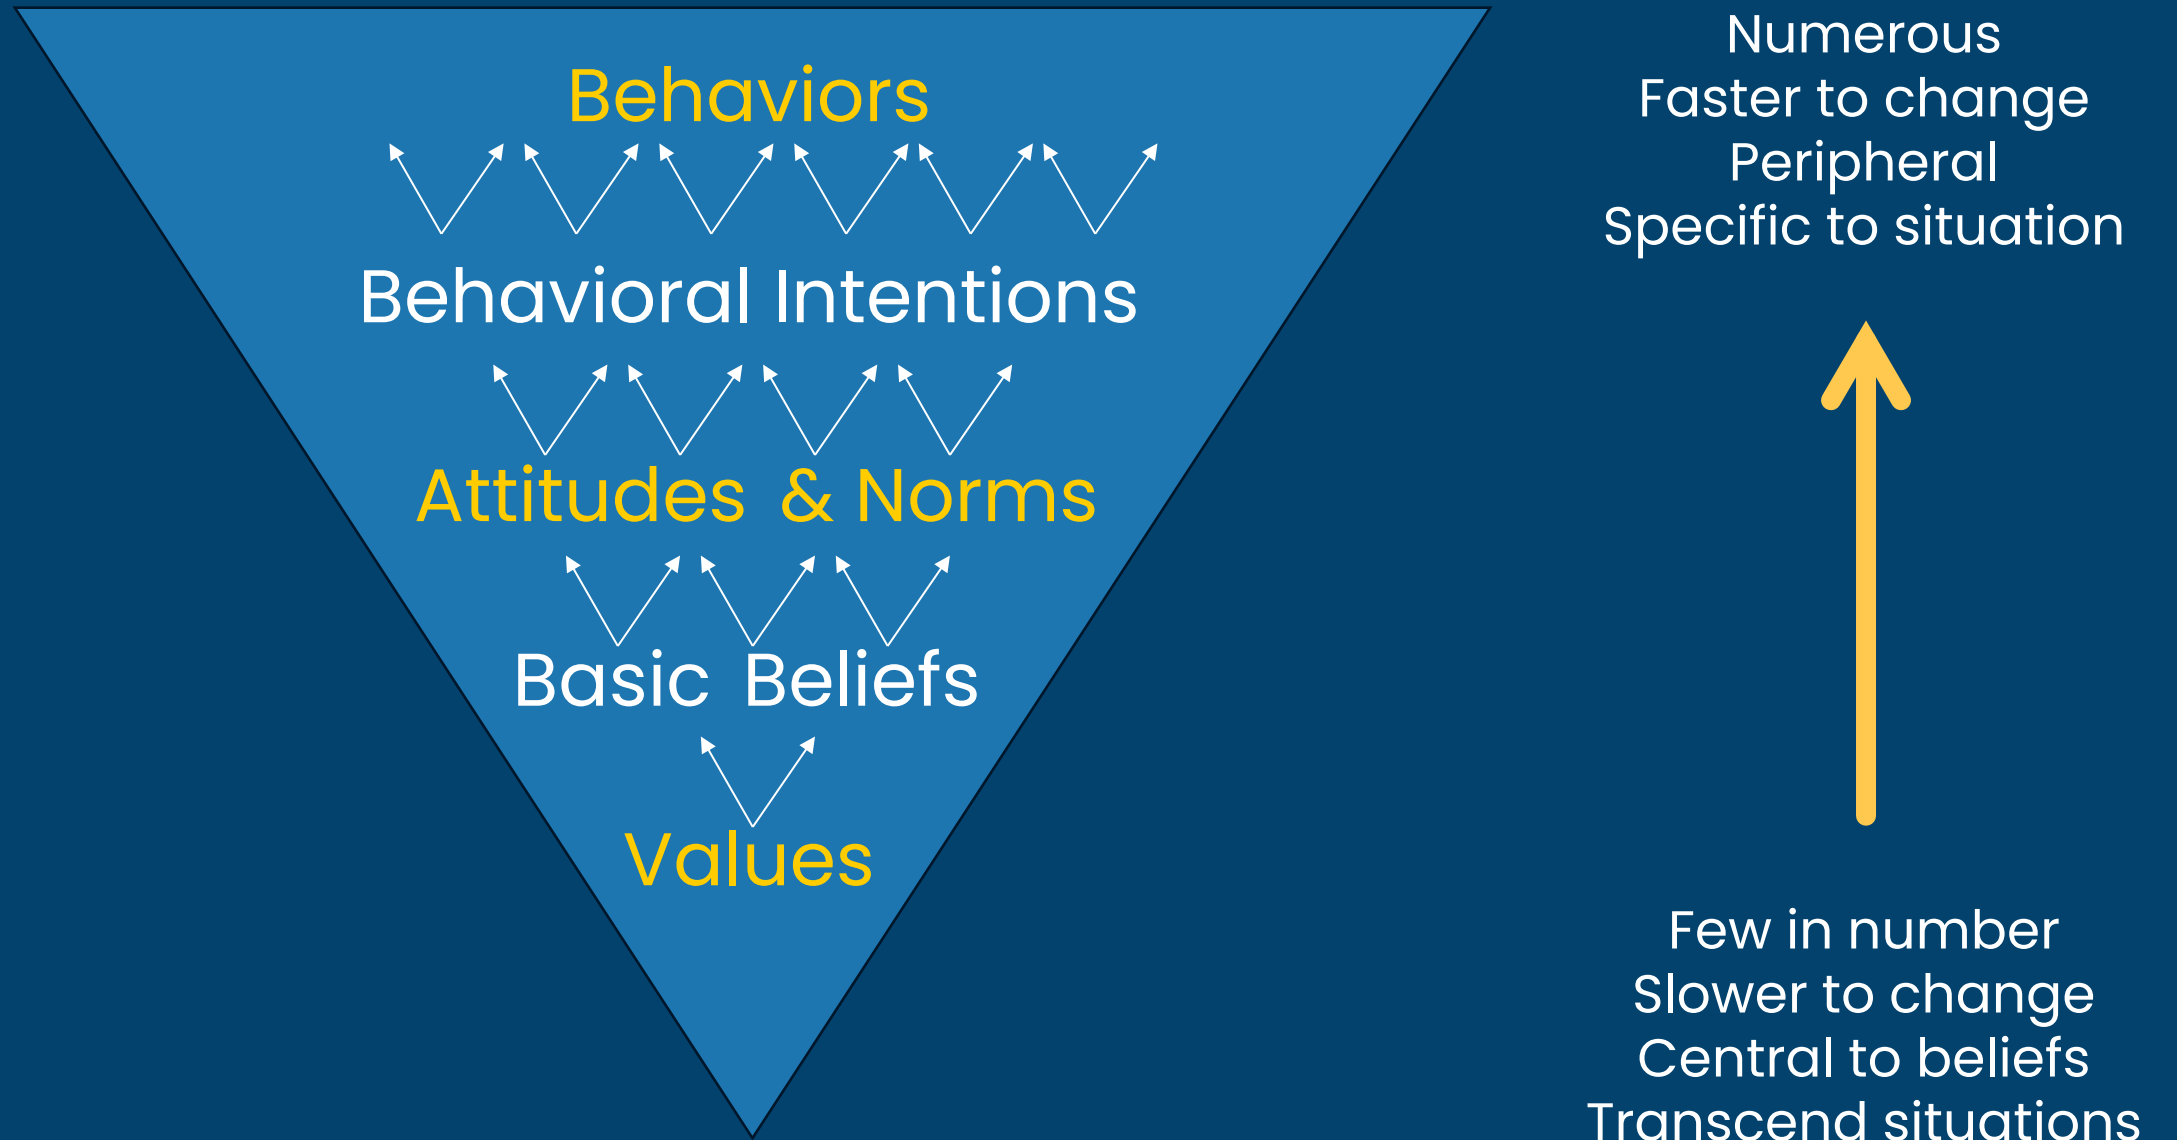 Behaviors
Behavioral Intentions
Attitudes & Norms
Basic Beliefs
Values
Numerous
Faster to change
Peripheral
Specific to situation
Few in number
Slower to change
Central to beliefs
Transcend situations